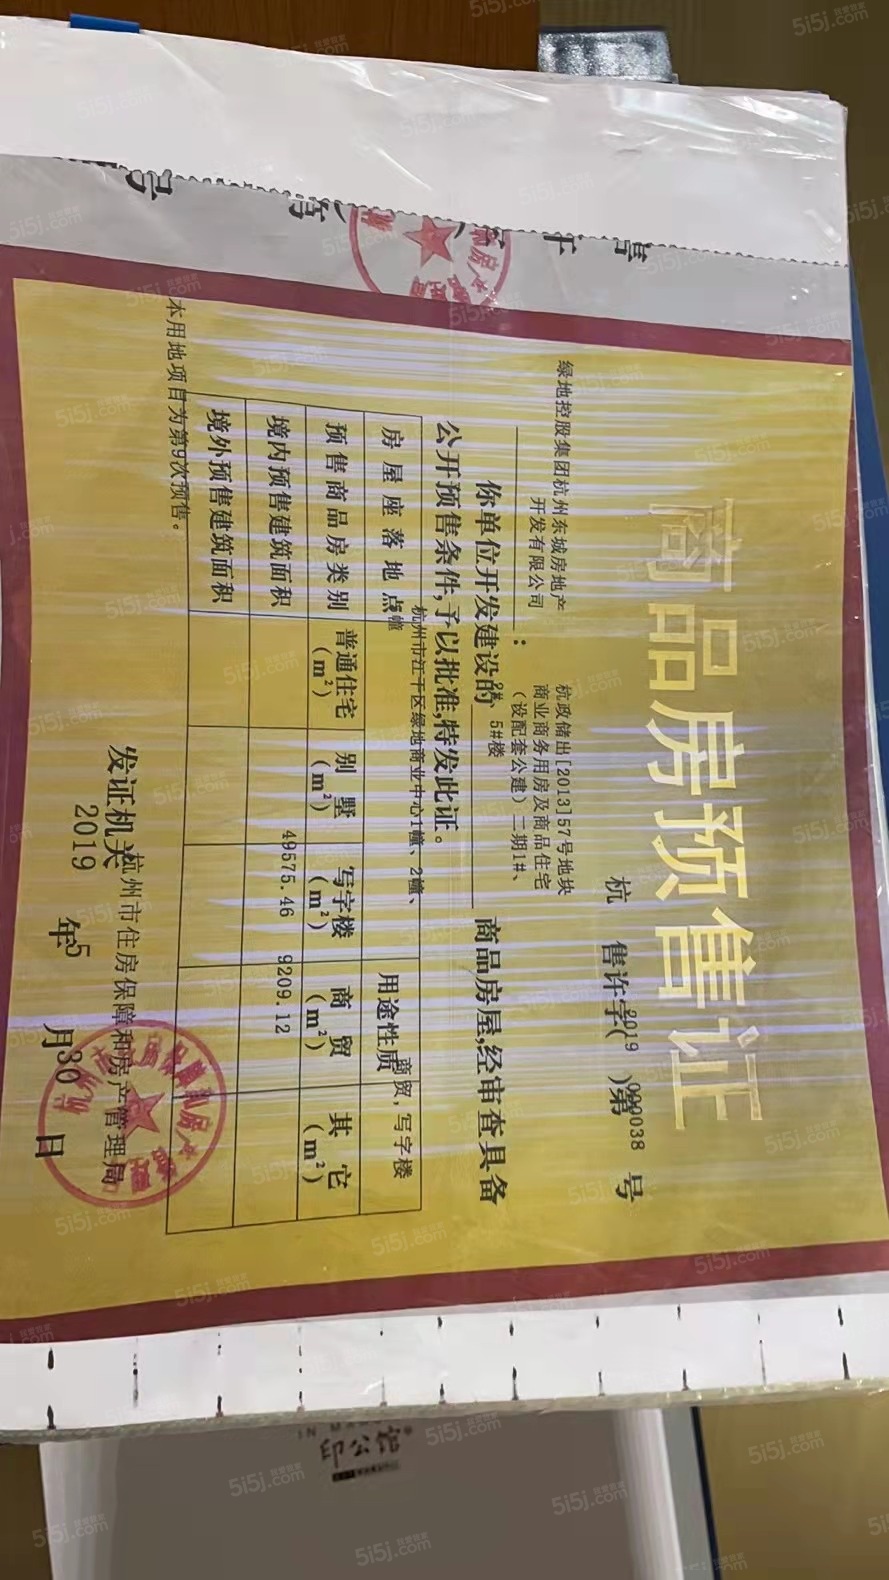 商品房预售证
杭 售许字(2019)第000038号
绿地控股集团杭州东城房地产
开发有限公司:
杭政储出[2013]57号地块
商业商务用房及商品住宅
(设配套公建)二期1#、
5#楼
你单位开发建设的 商品房屋,经审查具备
公开预售条件,予以批准,特发此证。
房屋座落地点
杭州市江干区绿地商业中心1幢、2幢、
幢
用途性质
商贸,写字楼
预售商品房类别 普通住宅(m²) 别墅(m²) 写字楼(m²) 商贸(m²) 其它(m²)
境内预售建筑面积 49575.46 9209.12
境外预售建筑面积
本用地项目为第9次预售。
发证机关
杭州市住房保障和房产管理局
2019 年 5 月 30 日
5i5j.com